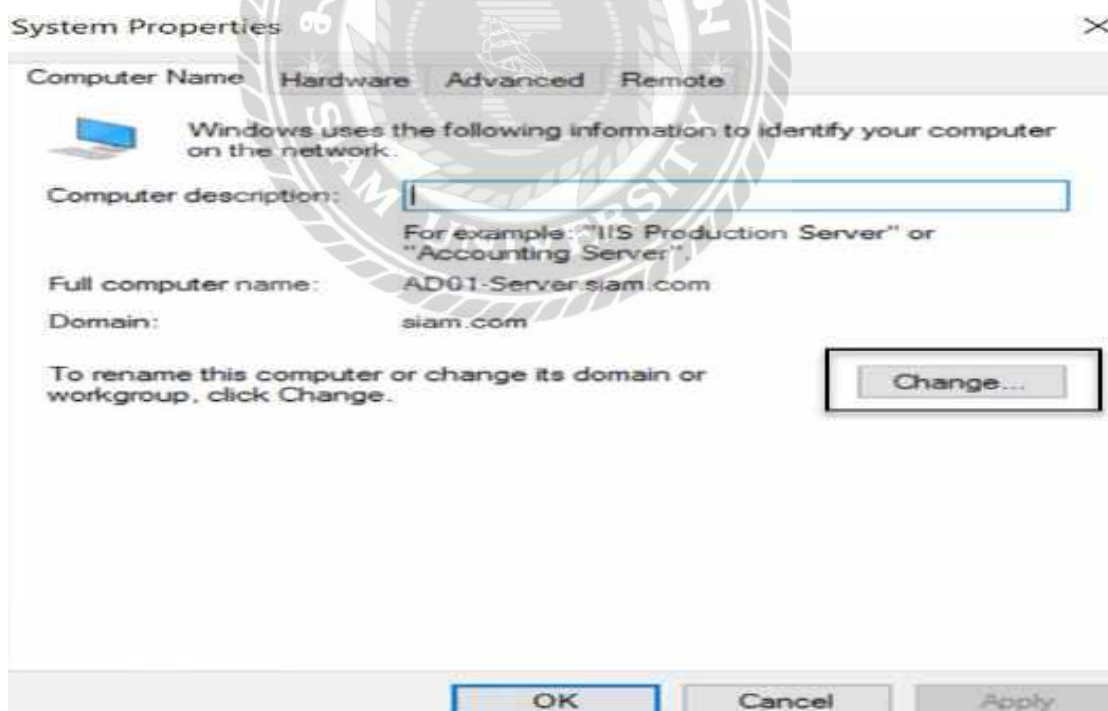 System Properties
Computer Name Hardware Advanced Remote
Windows uses the following information to identify your computer
on the network.
Computer description:
For example: "IIS Production Server" or
"Accounting Server".
Full computer name: AD01-Server.siam.com
Domain: siam.com
To rename this computer or change its domain or
workgroup, click Change.
Change...
OK Cancel Apply
SIAM UNIVERSITY